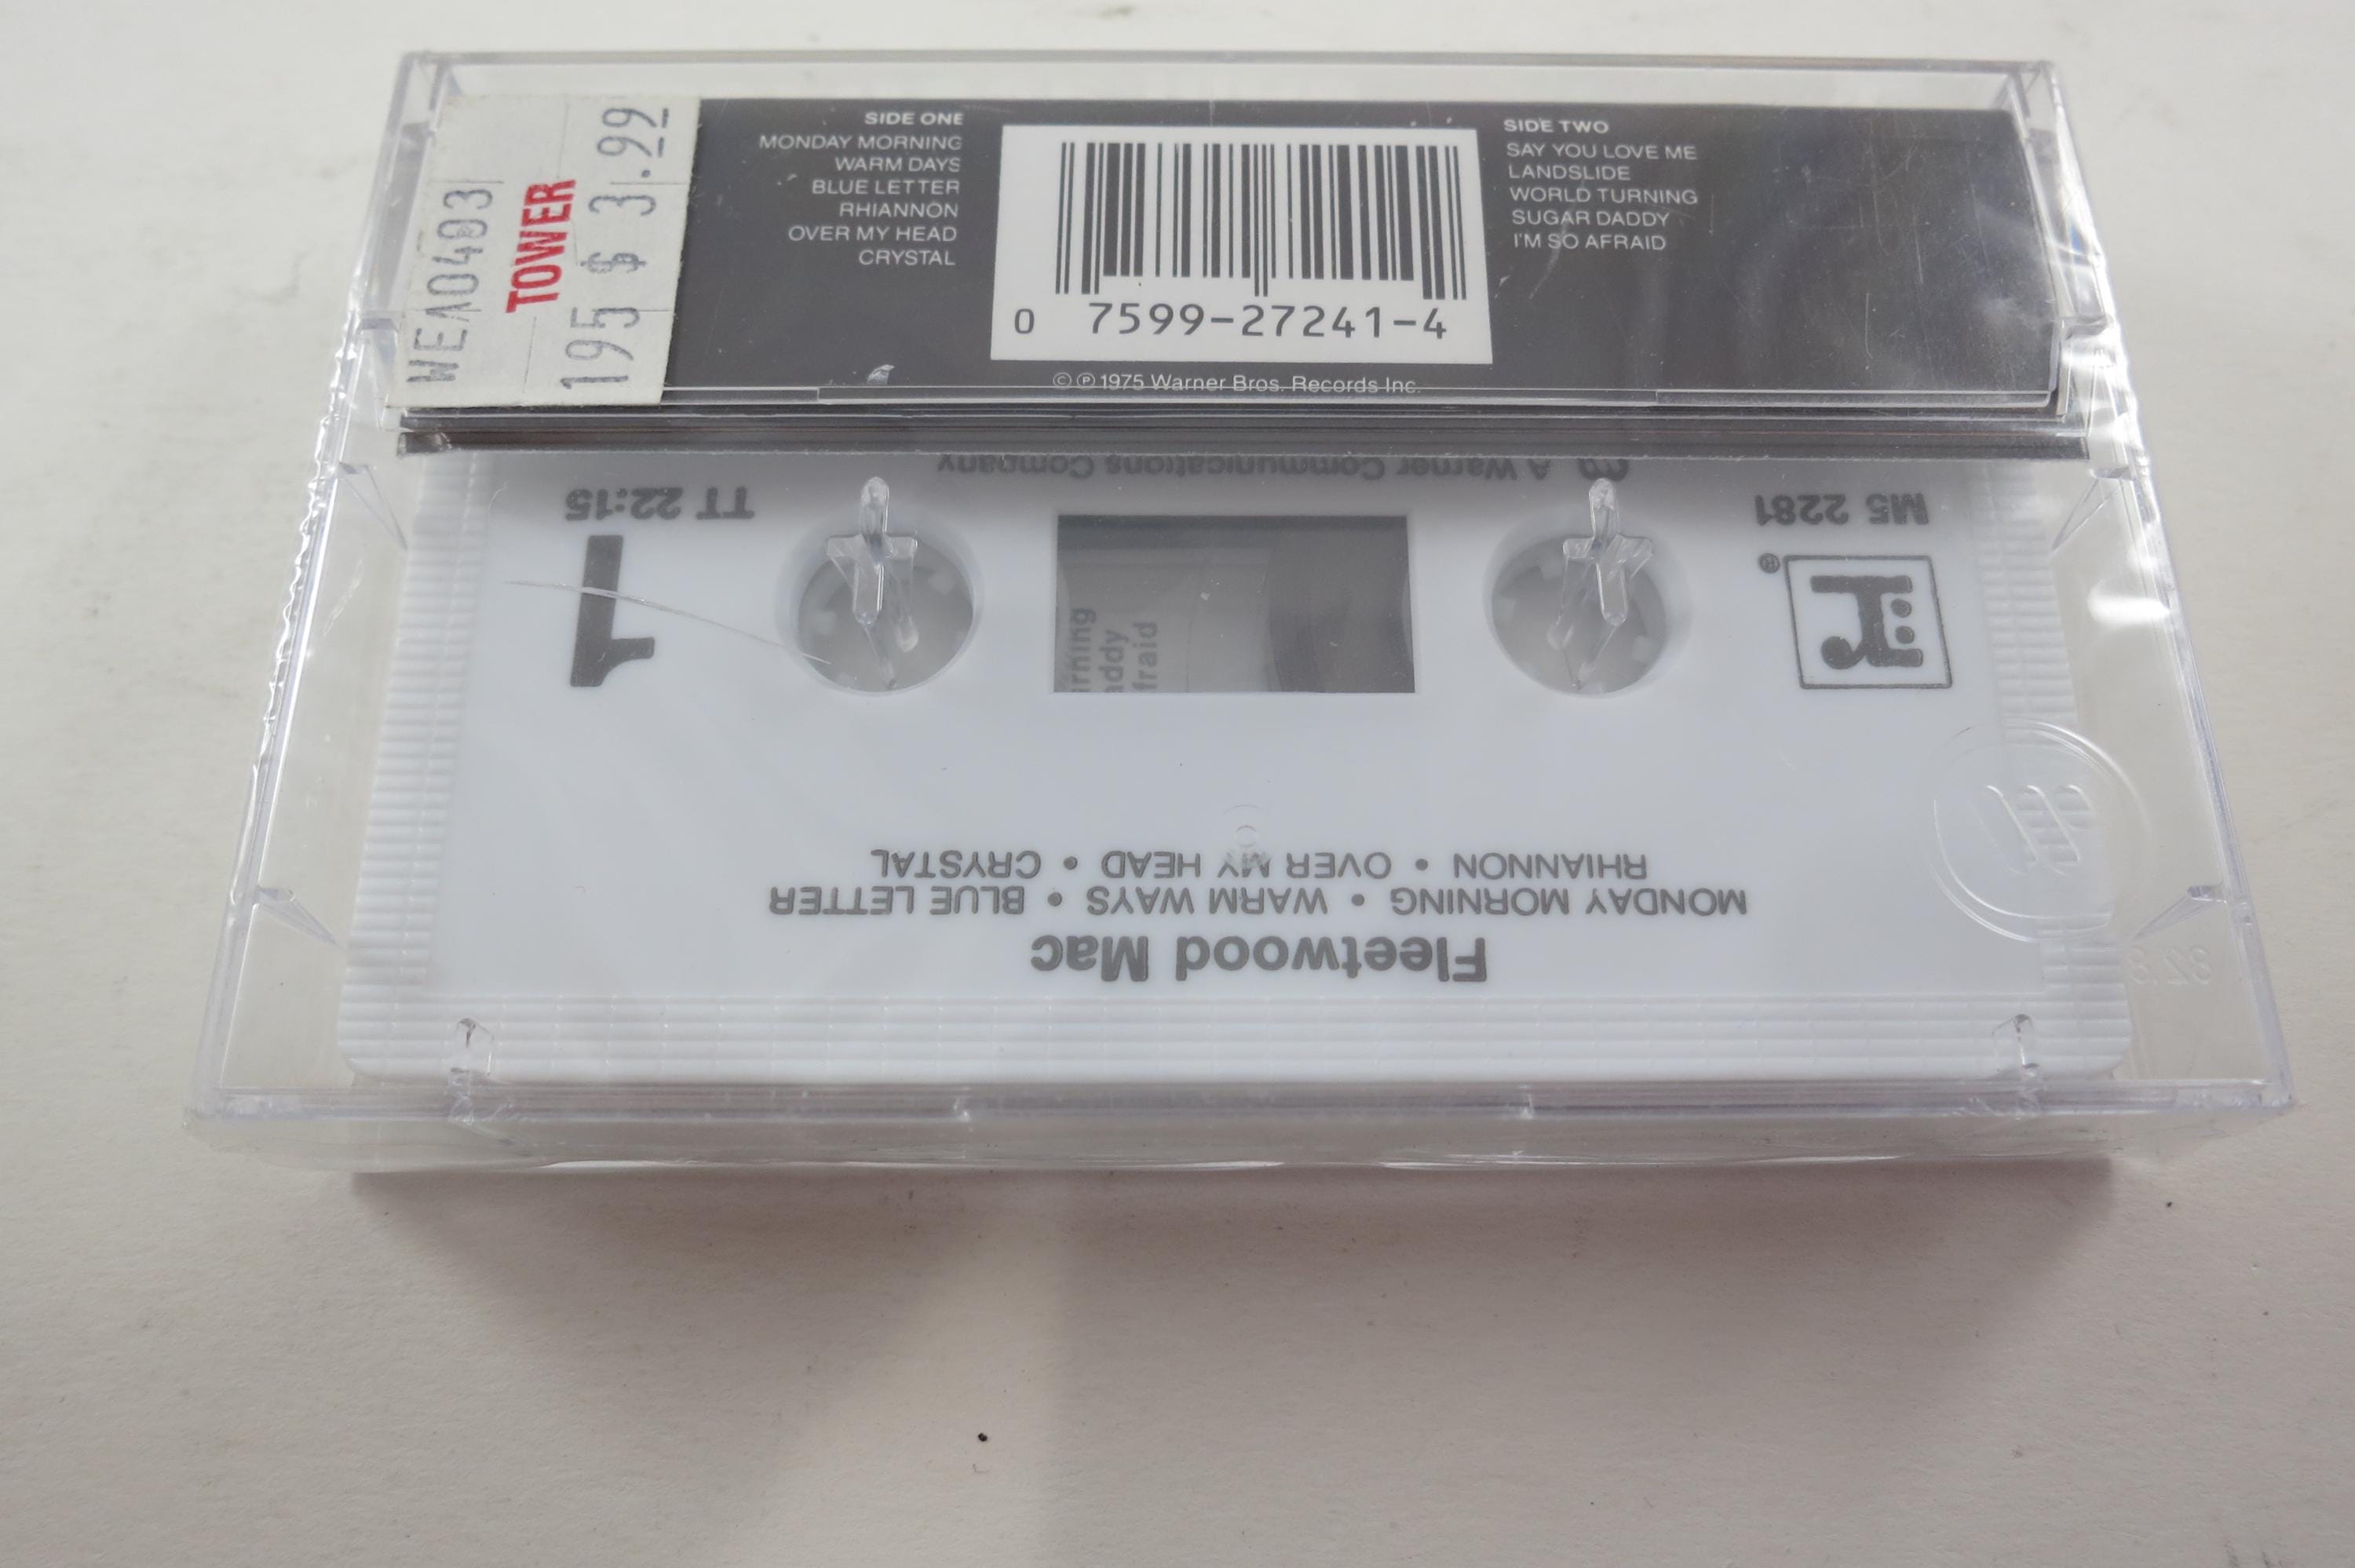 WEA0403
TOWER
195 $ 3.99
SIDE ONE
MONDAY MORNING
WARM DAYS
BLUE LETTER
RHIANNON
OVER MY HEAD
CRYSTAL
0 7599-27241-4
© ℗ 1975 Warner Bros. Records Inc.
SIDE TWO
SAY YOU LOVE ME
LANDSLIDE
WORLD TURNING
SUGAR DADDY
I'M SO AFRAID
Fleetwood Mac
MONDAY MORNING • WARM WAYS • BLUE LETTER
RHIANNON • OVER MY HEAD • CRYSTAL
r:
®
1
M5 2281
TT 22:15
A Warner Communications Company
rning
addy
fraid